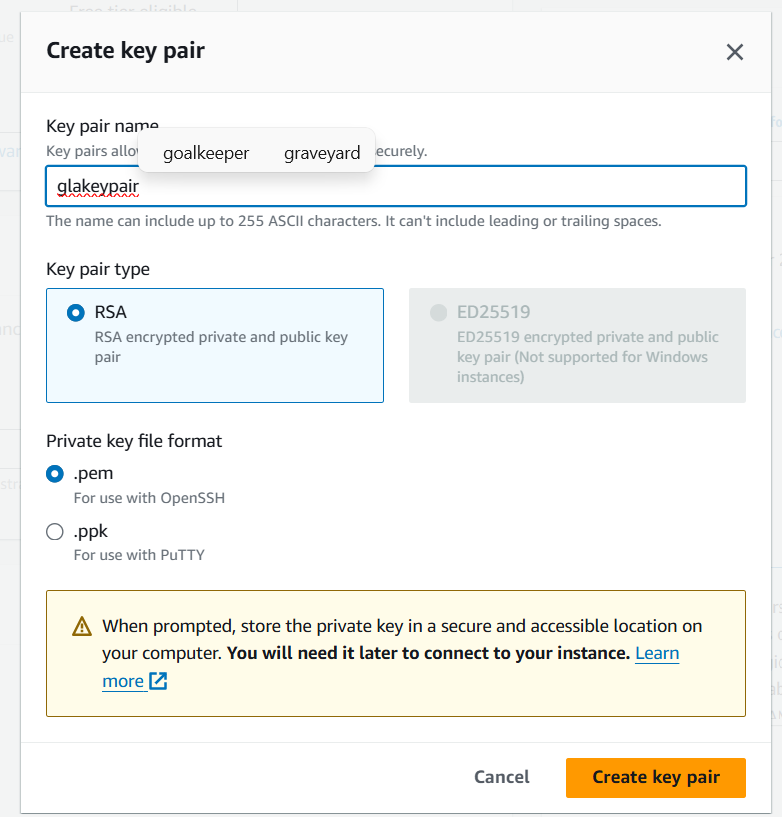 Free tier eligible
Create key pair
Key pair name
goalkeeper graveyard
Key pairs allow securely.
glakeypair
The name can include up to 255 ASCII characters. It can't include leading or trailing spaces.
Key pair type
RSA
RSA encrypted private and public key
pair
ED25519
ED25519 encrypted private and public
key pair (Not supported for Windows
instances)
Private key file format
.pem
For use with OpenSSH
.ppk
For use with PuTTY
When prompted, store the private key in a secure and accessible location on
your computer. You will need it later to connect to your instance. Learn
more
Cancel
Create key pair